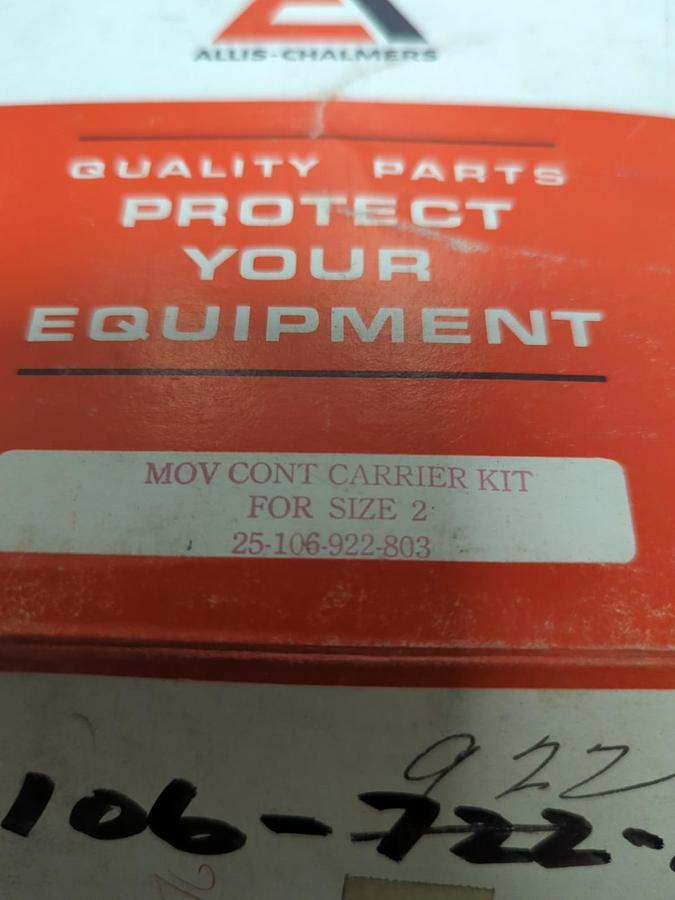 ALLIS-CHALMERS
QUALITY PARTS
PROTECT
YOUR
EQUIPMENT
MOV CONT CARRIER KIT
FOR SIZE 2
25-106-922-803
922
106-722-